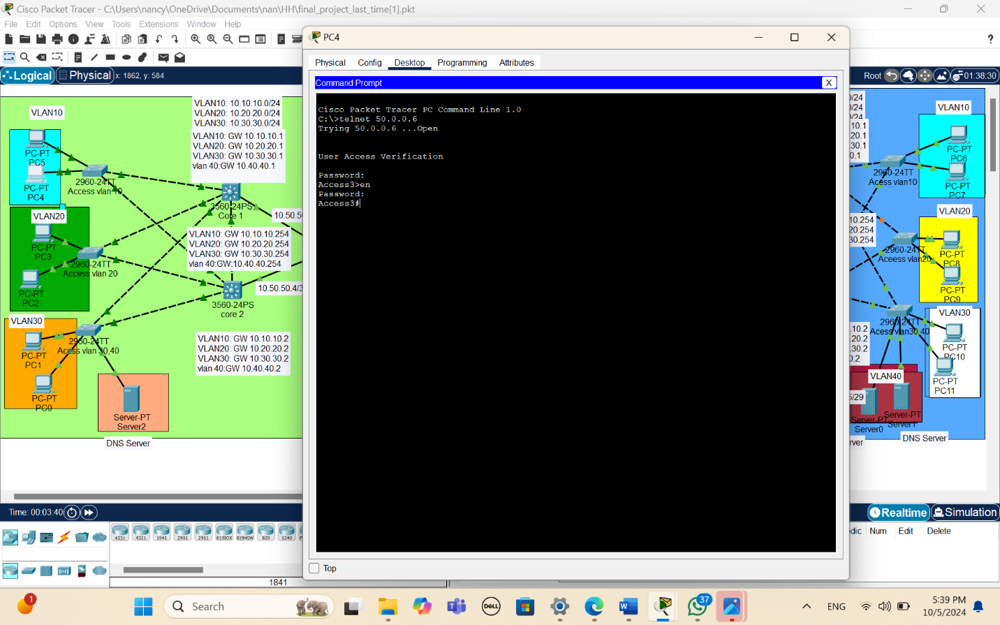 Cisco Packet Tracer - C:\Users\nancy\OneDrive\Documents\nan\HH\final_project_last_time[1].pkt
File Edit Options View Tools Extensions Window Help
?
Logical Physical x: 1862, y: 584
Root 01:38:30
PC4
Physical Config Desktop Programming Attributes
Command Prompt X
Cisco Packet Tracer PC Command Line 1.0
C:\>telnet 50.0.0.6
Trying 50.0.0.6 ...Open
User Access Verification
Password:
Access3>en
Password:
Access3#
Top
VLAN10
PC-PT
PC5
PC-PT
PC4
2960-24TT
Access vlan 10
VLAN10: 10.10.10.0/24
VLAN20: 10.20.20.0/24
VLAN30: 10.30.30.0/24
VLAN10: GW 10.10.10.1
VLAN20: GW 10.20.20.1
VLAN30: GW 10.30.30.1
vlan 40:GW 10.40.40.1
3560-24PS
Core 1
10.50.5
VLAN20
PC-PT
PC3
PC-PT
PC2
2960-24TT
Acceess vlan 20
VLAN10: GW 10.10.10.254
VLAN20: GW 10.20.20.254
VLAN30: GW 10.30.30.254
vlan 40:GW:10.40.40.254
10.50.50.4/3
3560-24PS
core 2
VLAN30
PC-PT
PC1
PC-PT
PC0
2960-24TT
Acess vlan 30,40
VLAN10: GW 10.10.10.2
VLAN20: GW 10.20.20.2
VLAN30: GW 10.30.30.2
vlan 40:GW 10.40.40.2
Server-PT
Server2
DNS Server
/24
/24
/24
10.1
20.1
30.1
0.1
VLAN10
PC-PT
PC6
PC-PT
PC7
2960-24TT
Acess vlan10
10.254
20.254
30.254
VLAN20
PC-PT
PC8
PC-PT
PC9
2960-24TT
Acceess vlan20
10.2
20.2
30.2
0.2
VLAN30
PC-PT
PC10
PC-PT
PC11
2960-24TT
Acess vlan30,40
VLAN40
/29
Server-PT
Server0
Server-PT
Server1
rver
DNS Server
Time: 00:03:40
Realtime Simulation
dic Num Edit Delete
4331 4321 1941 2901 2911 819IOX 819HGW 829 1240
1841
1
Search
DELL
37
ENG
5:39 PM
10/5/2024